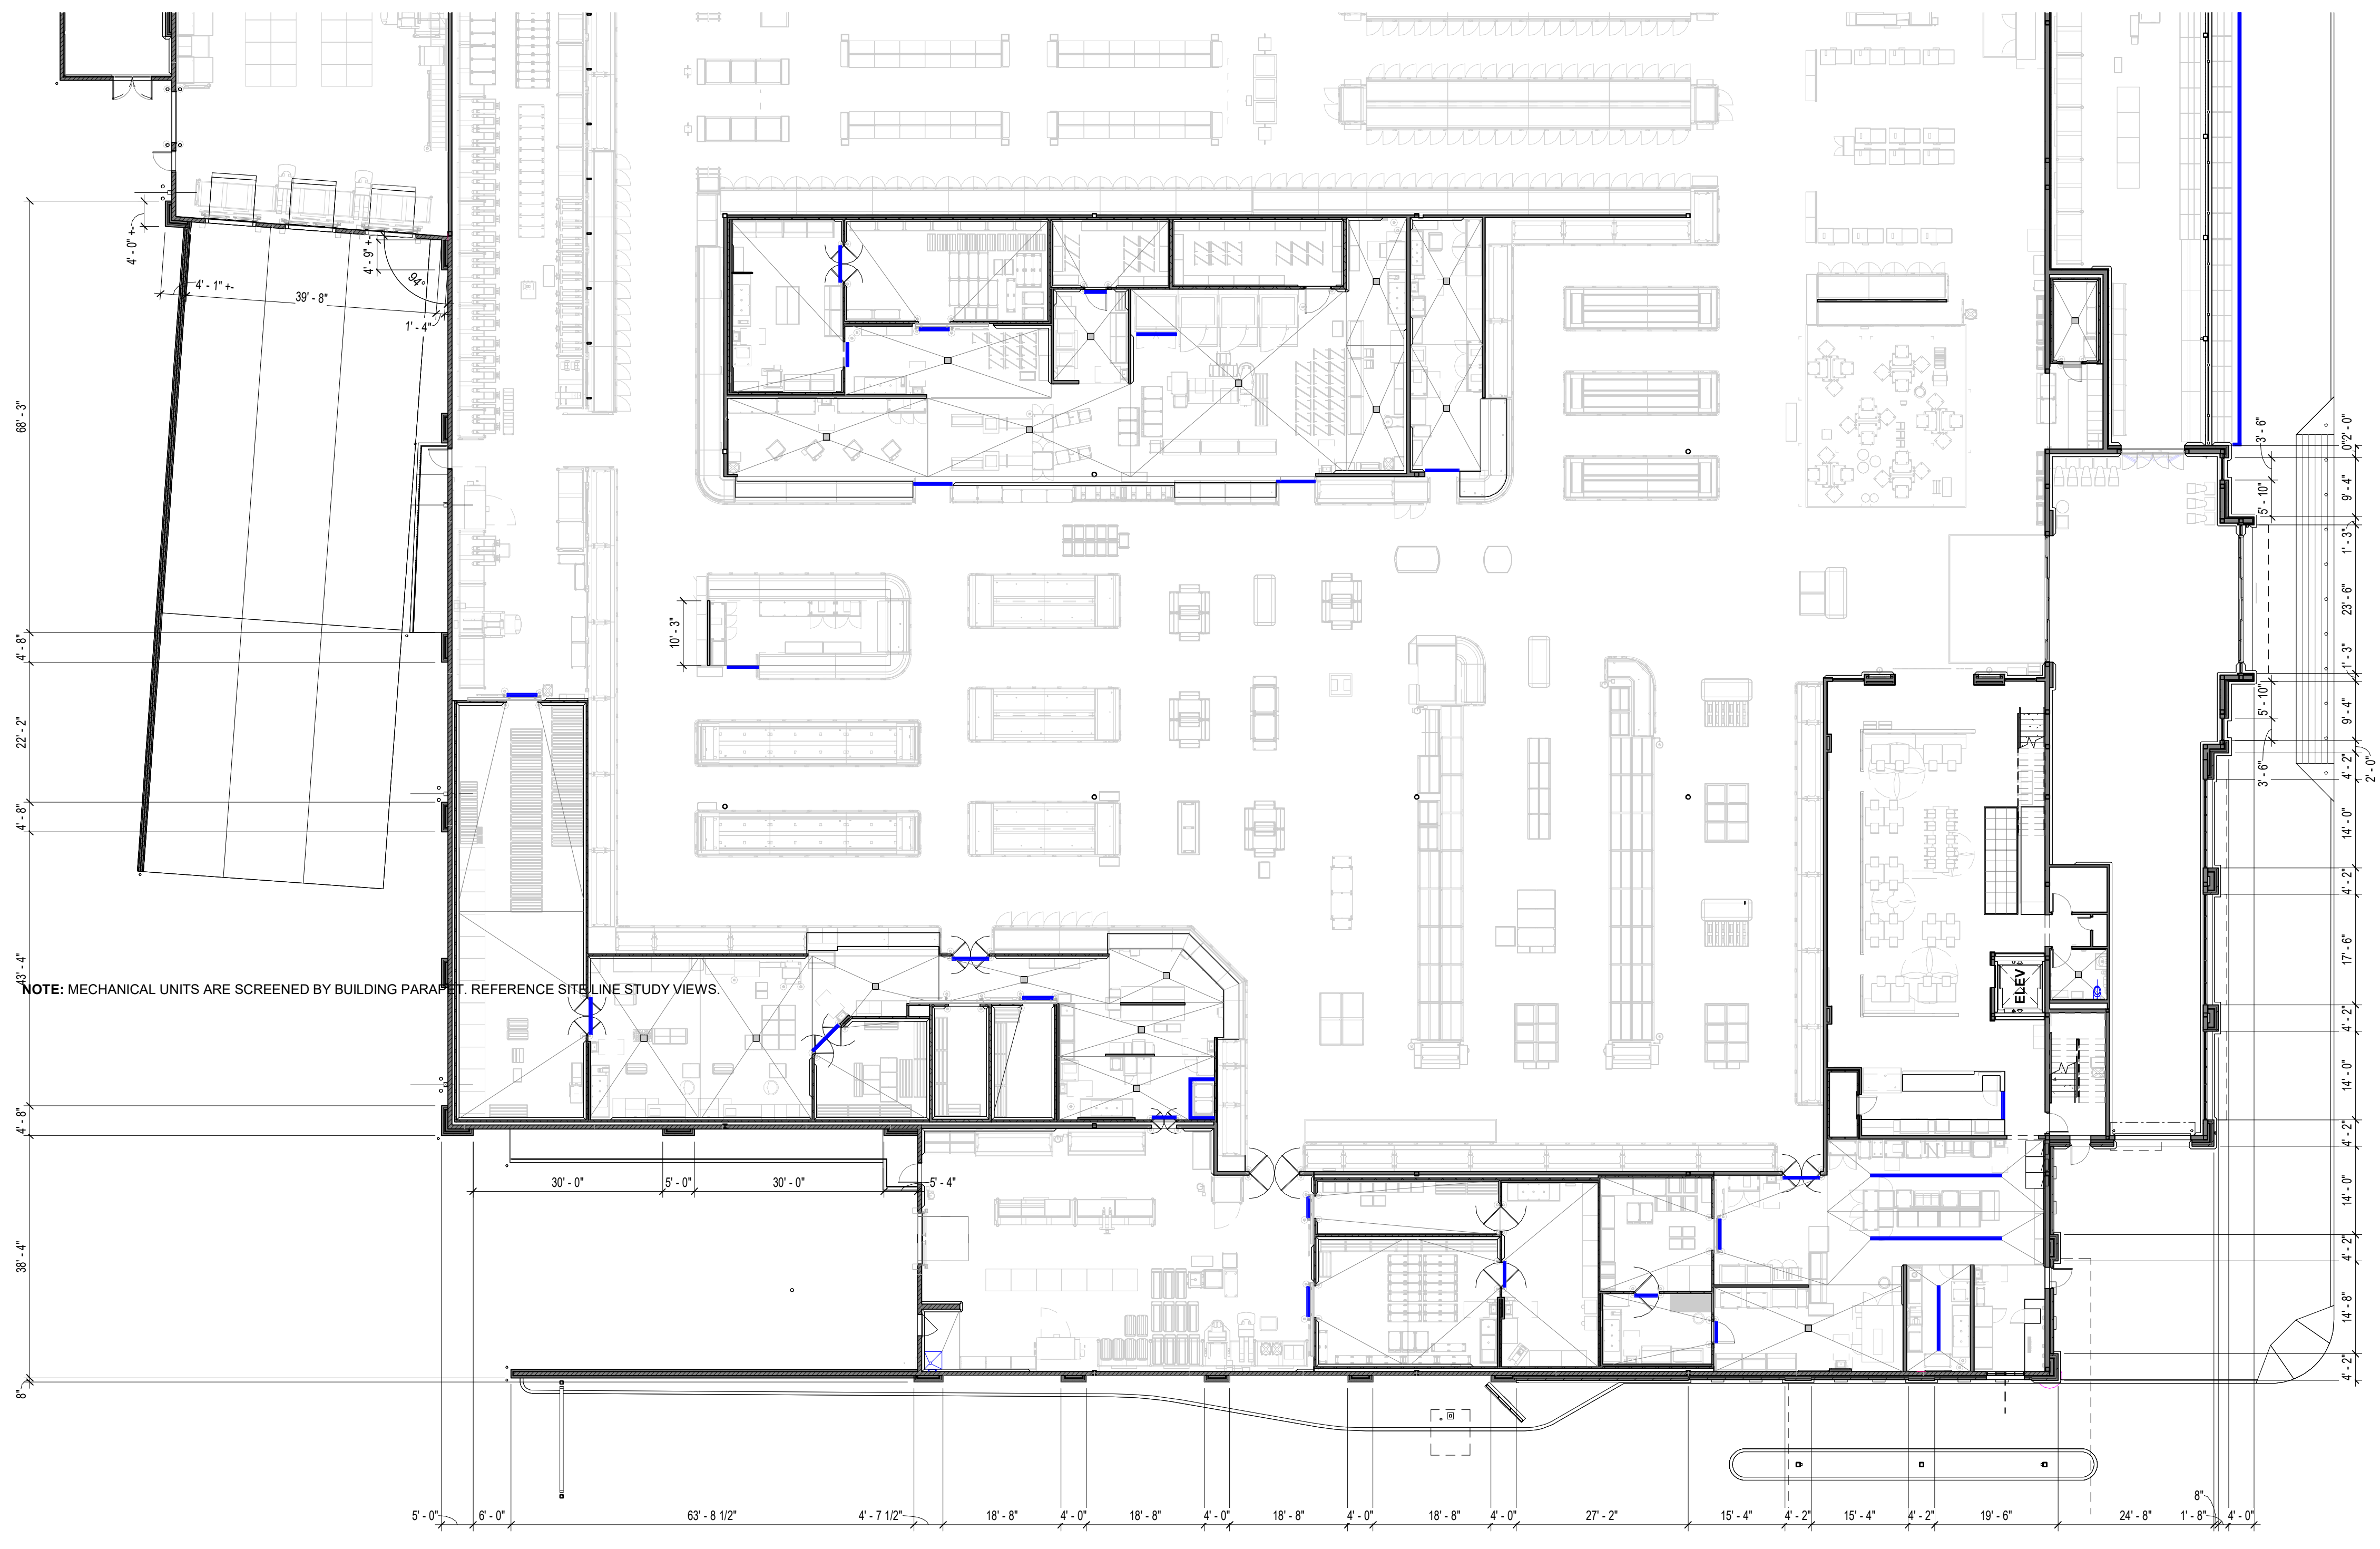 4' - 0" +-
4' - 9" +-
94°
4' - 1" +-
39' - 8"
1' - 4"
68' - 3"
4' - 8"
22' - 2"
4' - 8"
43' - 4"
NOTE: MECHANICAL UNITS ARE SCREENED BY BUILDING PARAPET. REFERENCE SITE LINE STUDY VIEWS.
4' - 8"
38' - 4"
8"
10' - 3"
30' - 0"
5' - 0"
30' - 0"
5' - 4"
ELEV
2' - 0"
3' - 6"
9' - 4"
5' - 10"
1' - 3"
23' - 6"
1' - 3"
5' - 10"
9' - 4"
3' - 6"
2' - 0"
4' - 2"
14' - 0"
4' - 2"
17' - 6"
4' - 2"
14' - 0"
4' - 2"
14' - 0"
4' - 2"
14' - 8"
4' - 2"
5' - 0"
6' - 0"
63' - 8 1/2"
4' - 7 1/2"
18' - 8"
4' - 0"
18' - 8"
4' - 0"
18' - 8"
4' - 0"
18' - 8"
4' - 0"
27' - 2"
15' - 4"
4' - 2"
15' - 4"
4' - 2"
19' - 6"
24' - 8"
8"
1' - 8"
4' - 0"